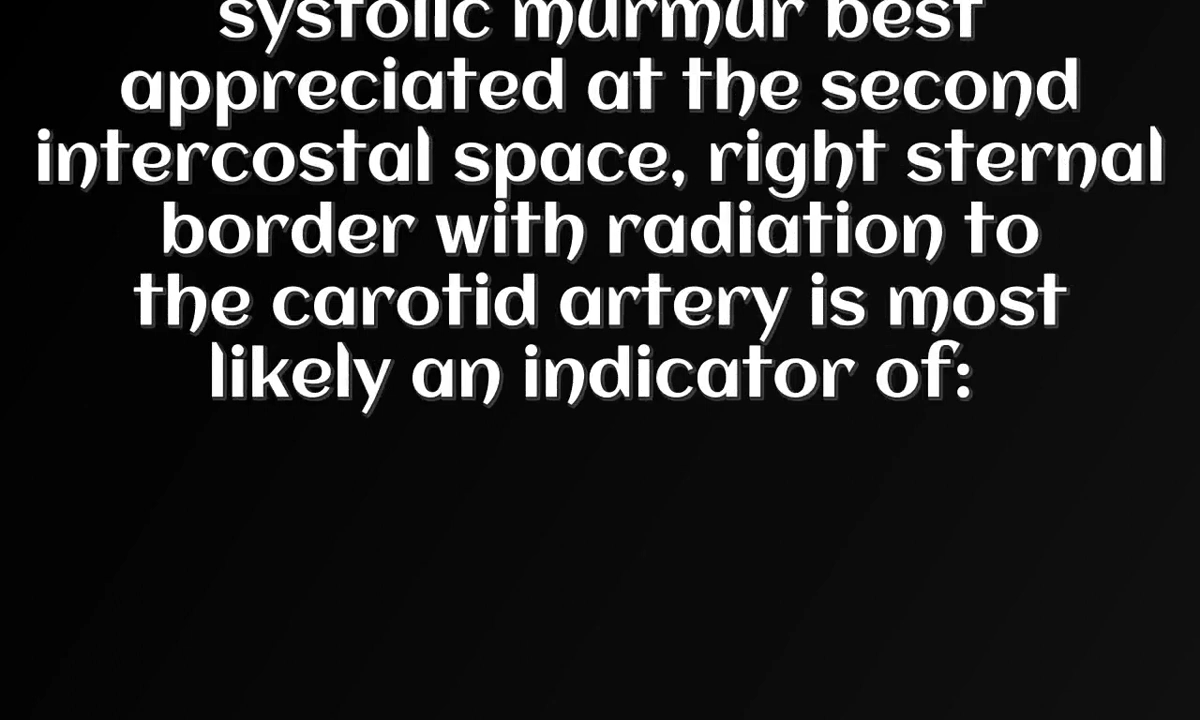 systolic murmur best
appreciated at the second
intercostal space, right sternal
border with radiation to
the carotid artery is most
likely an indicator of: